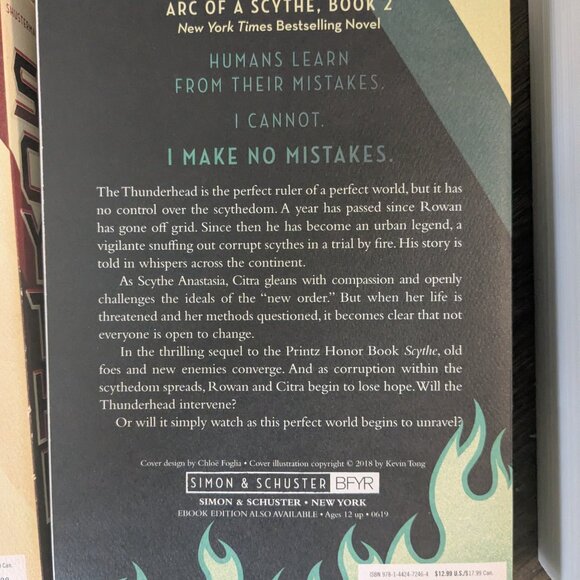 SHUSTERMAN
ARC OF A SCYTHE, BOOK 2
New York Times Bestselling Novel
HUMANS LEARN
FROM THEIR MISTAKES.
I CANNOT.
I MAKE NO MISTAKES.
The Thunderhead is the perfect ruler of a perfect world, but it has
no control over the scythedom. A year has passed since Rowan
has gone off grid. Since then he has become an urban legend, a
vigilante snuffing out corrupt scythes in a trial by fire. His story is
told in whispers across the continent.
As Scythe Anastasia, Citra gleans with compassion and openly
challenges the ideals of the “new order.” But when her life is
threatened and her methods questioned, it becomes clear that not
everyone is open to change.
In the thrilling sequel to the Printz Honor Book Scythe, old
foes and new enemies converge. And as corruption within the
scythedom spreads, Rowan and Citra begin to lose hope. Will the
Thunderhead intervene?
Or will it simply watch as this perfect world begins to unravel?
Cover design by Chloë Foglia • Cover illustration copyright © 2018 by Kevin Tong
SIMON & SCHUSTER BFYR
SIMON & SCHUSTER • NEW YORK
EBOOK EDITION ALSO AVAILABLE • Ages 12 up • 0619
ISBN 978-1-4424-7246-4 $12.99 U.S./$17.99 Can.
Can.